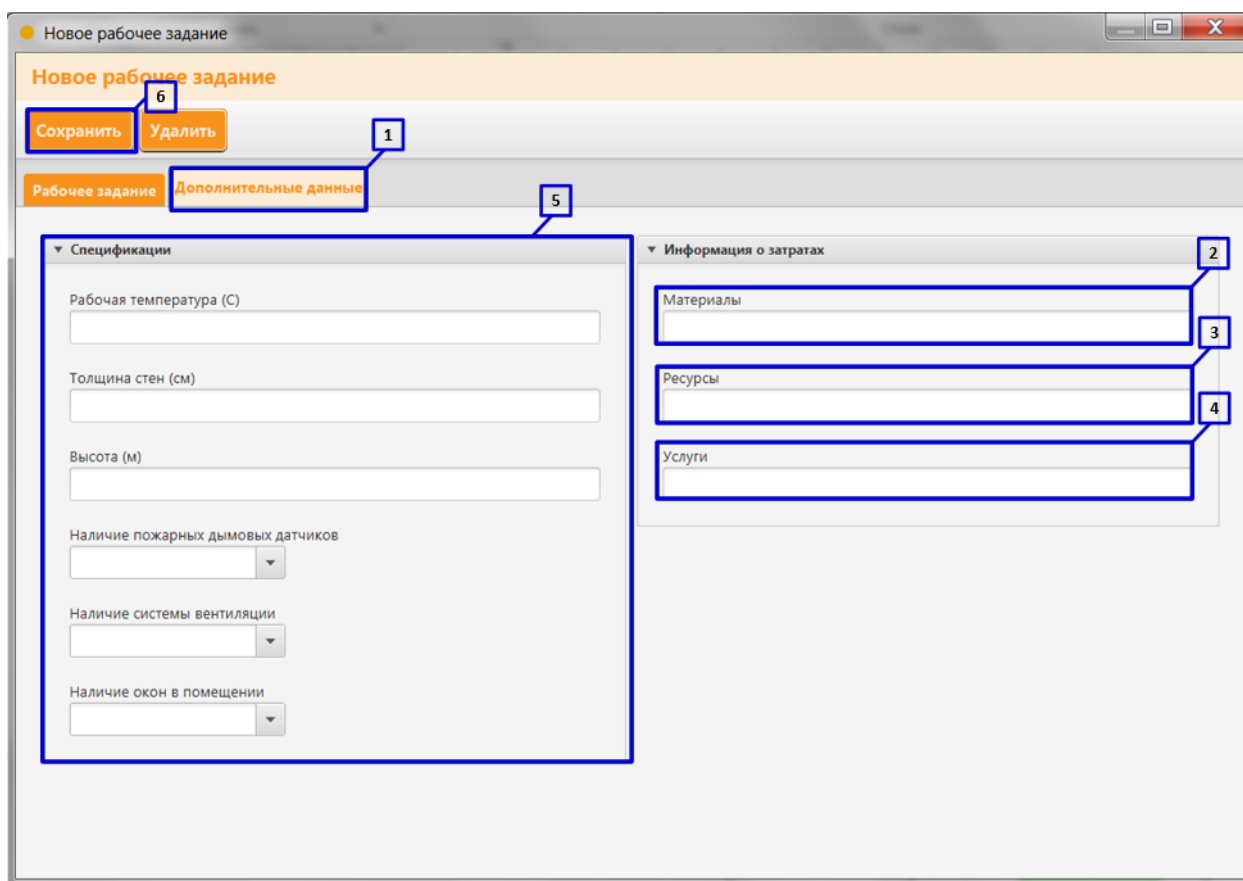 Новое рабочее задание
Новое рабочее задание
6
Сохранить Удалить
1
Рабочее задание Дополнительные данные
5
Спецификации
Рабочая температура (С)
Толщина стен (см)
Высота (м)
Наличие пожарных дымовых датчиков
Наличие системы вентиляции
Наличие окон в помещении
Информация о затратах
2
Материалы
3
Ресурсы
4
Услуги